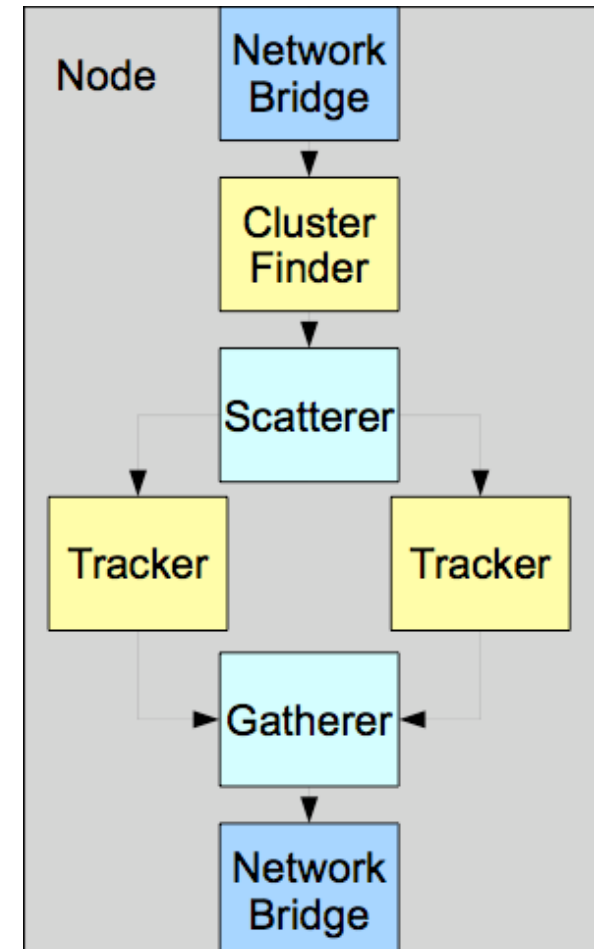 Node
Network
Bridge
Cluster
Finder
Scatterer
Tracker
Tracker
Gatherer
Network
Bridge